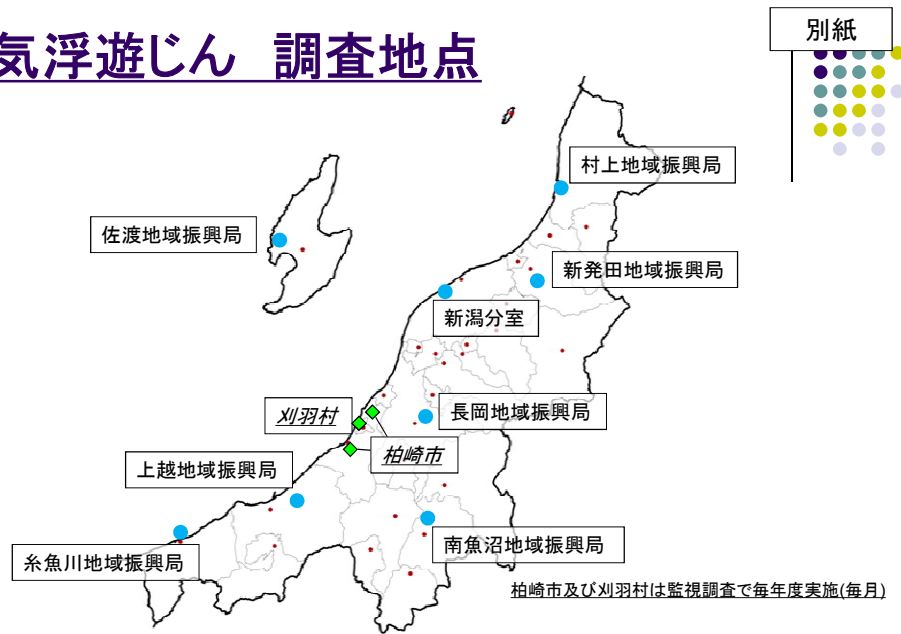 気浮遊じん 調査地点
別紙
村上地域振興局
佐渡地域振興局
新発田地域振興局
新潟分室
刈羽村
長岡地域振興局
柏崎市
上越地域振興局
南魚沼地域振興局
糸魚川地域振興局
柏崎市及び刈羽村は監視調査で毎年度実施(毎月)